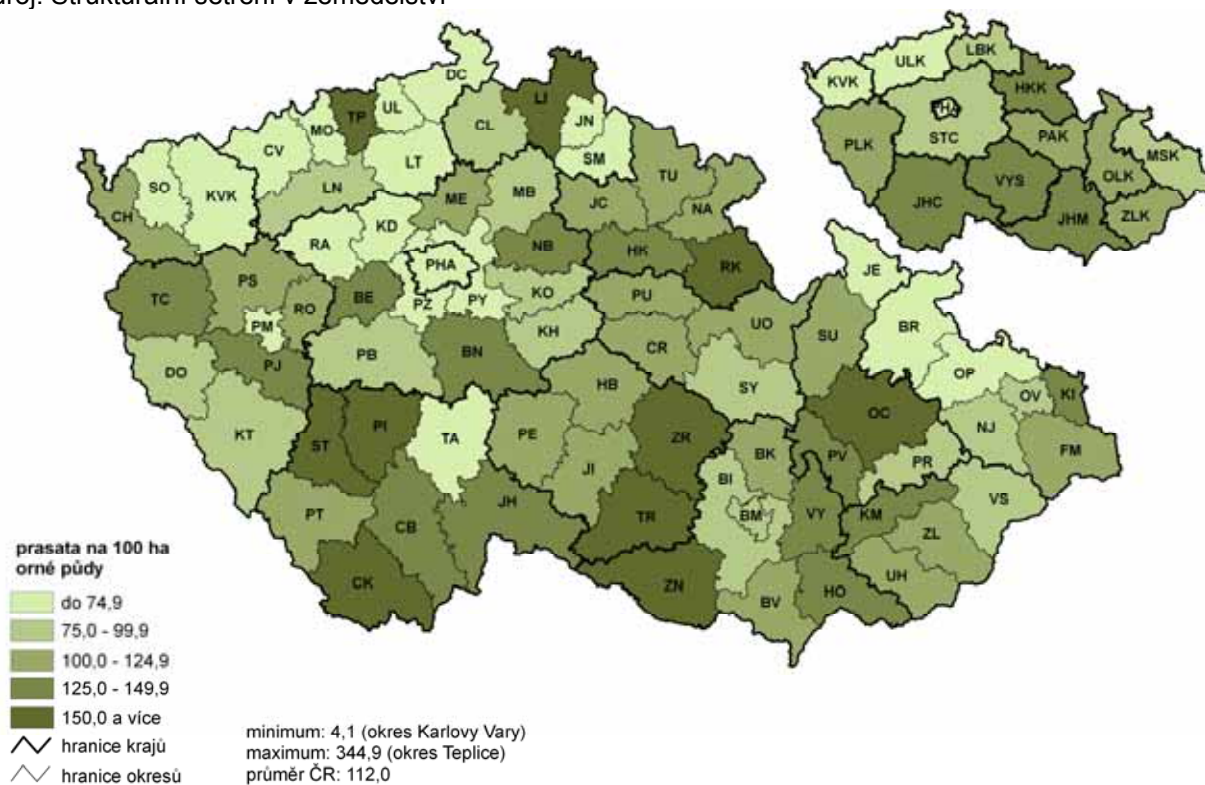 DC
LI
TP
UL
MO
CL
JN
CV
LT
SM
SO
KVK
LN
ME
MB
TU
CH
JC
NA
RA
KD
NB
HK
RK
PHA
TC
PS
RO
BE
PZ
PY
KO
PU
PM
UO
SU
JE
BR
PJ
PB
BN
KH
CR
OP
DO
HB
SY
OV
KI
KT
ST
PI
TA
PE
ZR
OC
NJ
FM
JI
BK
PV
PR
BI
VS
PT
CB
JH
TR
BM
VY
KM
ZL
CK
ZN
BV
HO
UH
LBK
ULK
KVK
HKK
PHA
STC
PAK
PLK
MSK
OLK
VYS
JHC
JHM
ZLK
prasata na 100 ha
orné půdy
do 74,9
75,0 - 99,9
100,0 - 124,9
125,0 - 149,9
150,0 a více
hranice krajů
hranice okresů
minimum: 4,1 (okres Karlovy Vary)
maximum: 344,9 (okres Teplice)
průměr ČR: 112,0